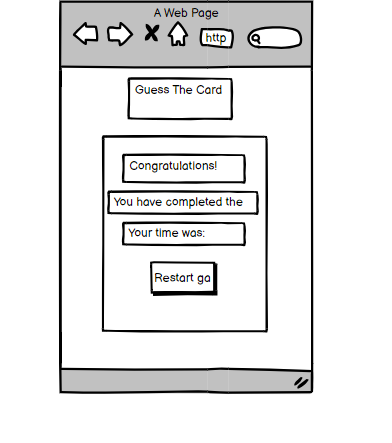 A Web Page
http
Guess The Card
Congratulations!
You have completed the
Your time was:
Restart ga